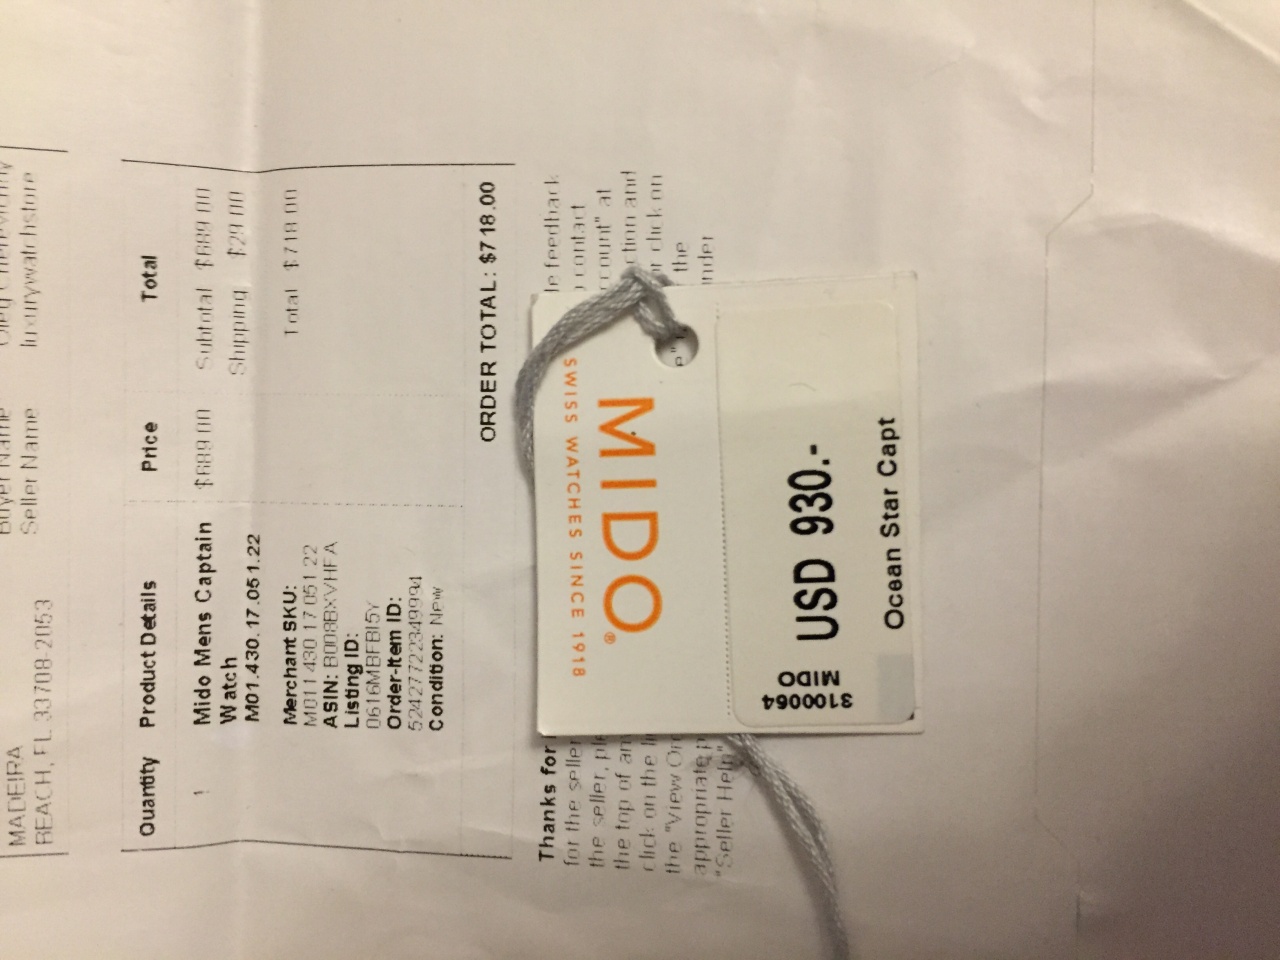 MADEIRA
BEACH, FL 33708-2053
Buyer Name
Seller Name luxurywatchstore
Quantity Product Details Price Total
1 Mido Mens Captain $689.00 Subtotal $689.00
Watch Shipping $29.00
M01.430.17.051.22
Merchant SKU: Total $718.00
M011.430.17.051.22
ASIN: B008BXVHFA
Listing ID:
0616MBFBI5Y
Order-Item ID:
52427722349994
Condition: New
ORDER TOTAL: $718.00
Thanks for le feedback
for the seller contact
the seller, count" at
the top of ction and
click on the click on
the "View the
appropriate
"Seller Help"
MIDO®
SWISS WATCHES SINCE 1918
3100064
MIDO
USD 930.-
Ocean Star Capt